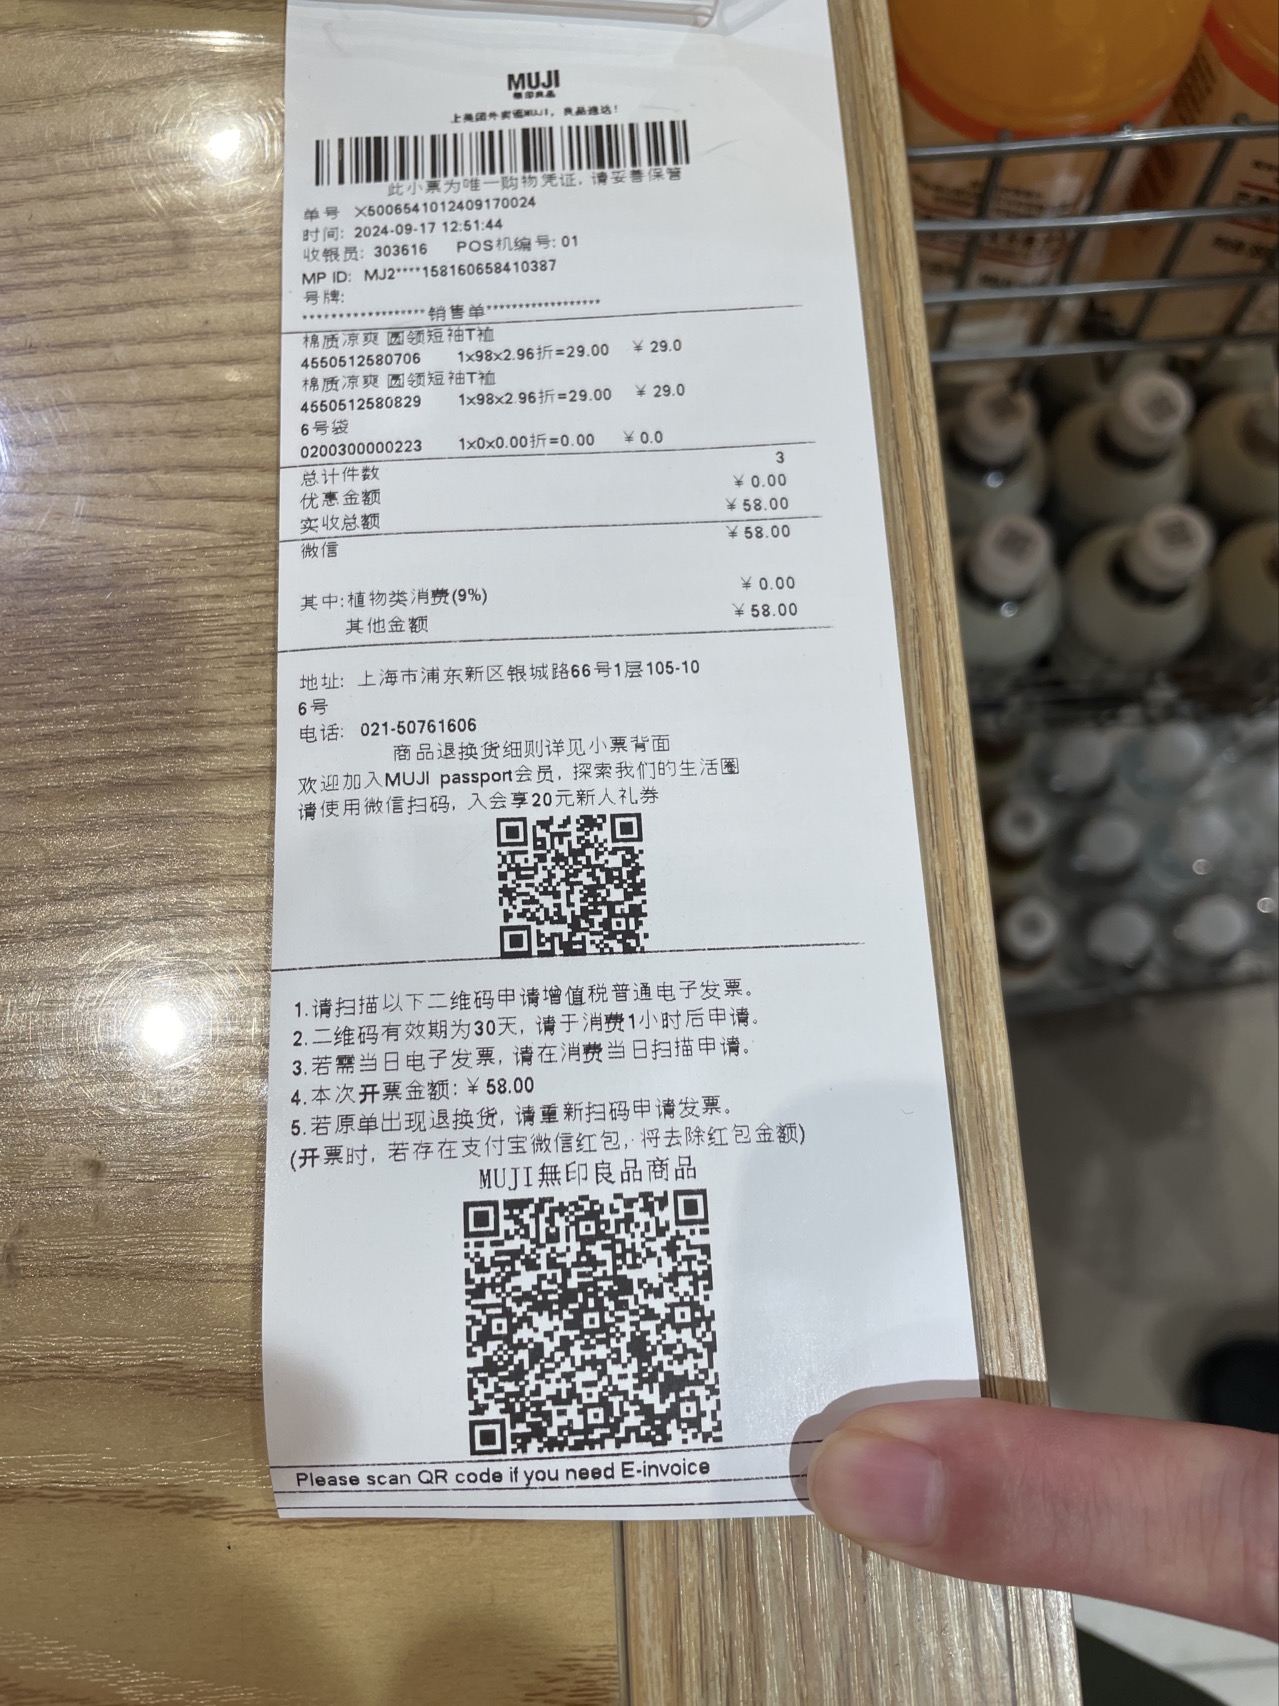 MUJI
無印良品
上美团外卖逛MUJI，良品速达！
此小票为唯一购物凭证，请妥善保管
单号 X5006541012409170024
时间: 2024-09-17 12:51:44
收银员: 303616 POS机编号: 01
MP ID: MJ2****158160658410387
号牌:
******************销售单******************
棉质凉爽 圆领短袖T恤
4550512580706 1x98x2.96折=29.00 ￥29.0
棉质凉爽 圆领短袖T恤
4550512580829 1x98x2.96折=29.00 ￥29.0
6号袋
0200300000223 1x0x0.00折=0.00 ￥0.0
总计件数 3
优惠金额 ￥0.00
实收总额 ￥58.00
微信 ￥58.00
其中:植物类消费(9%) ￥0.00
其他金额 ￥58.00
地址: 上海市浦东新区银城路66号1层105-10
6号
电话: 021-50761606
商品退换货细则详见小票背面
欢迎加入MUJI passport会员, 探索我们的生活圈
请使用微信扫码, 入会享20元新人礼券
1.请扫描以下二维码申请增值税普通电子发票。
2.二维码有效期为30天, 请于消费1小时后申请。
3.若需当日电子发票, 请在消费当日扫描申请。
4.本次开票金额: ￥58.00
5.若原单出现退换货, 请重新扫码申请发票。
(开票时, 若存在支付宝微信红包, 将去除红包金额)
MUJI無印良品商品
Please scan QR code if you need E-invoice